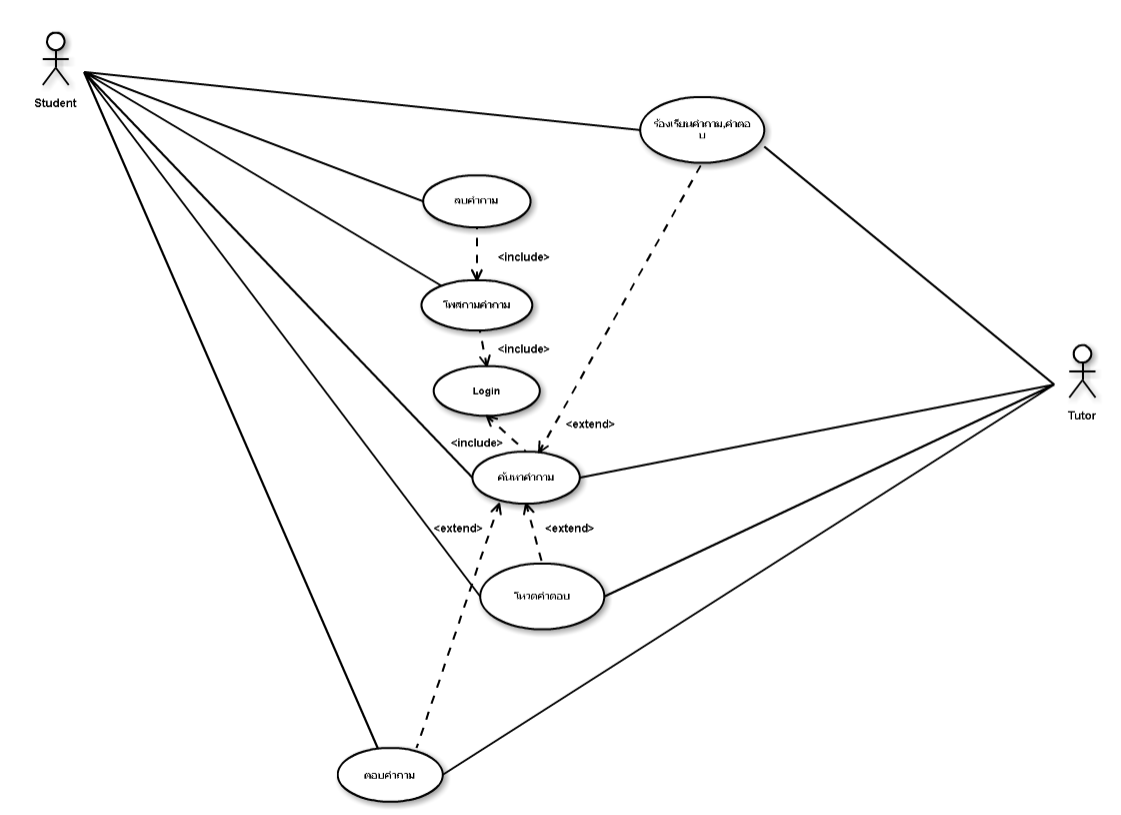 Student
ร้องเรียนคำถาม,คำตอ
บ
ลบคำถาม
<include>
โพสถามคำถาม
<include>
Login
Tutor
<extend>
<include>
ค้นหาคำถาม
<extend>
<extend>
โหวตคำตอบ
ตอบคำถาม